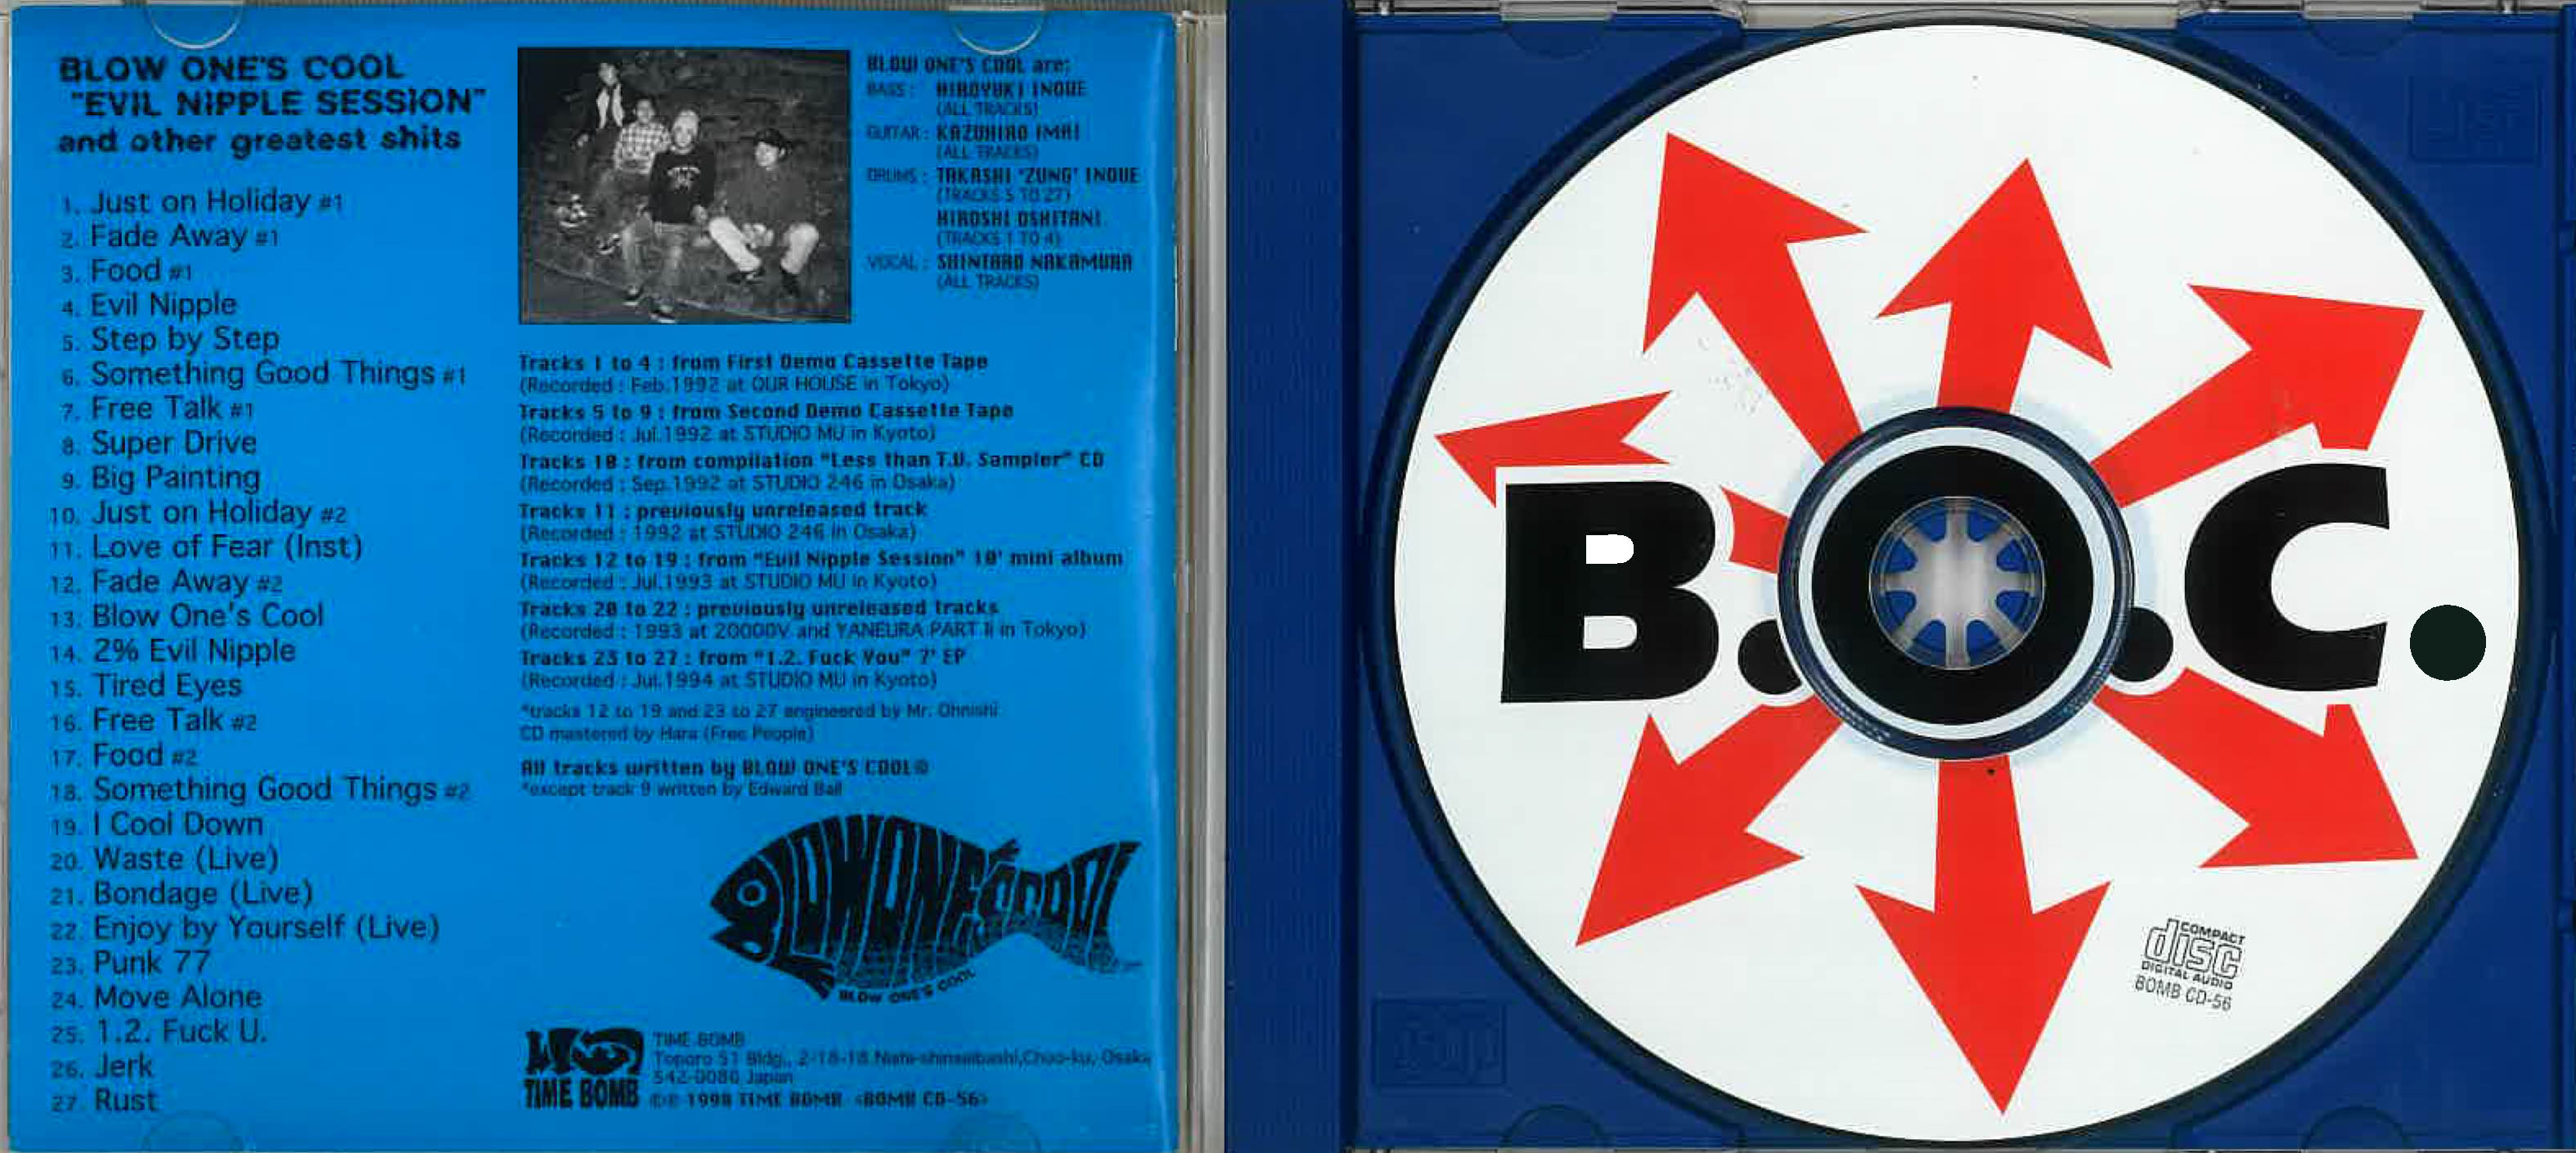 BLOW ONE'S COOL
"EVIL NIPPLE SESSION"
and other greatest shits
1. Just on Holiday #1
2. Fade Away #1
3. Food #1
4. Evil Nipple
5. Step by Step
6. Something Good Things #1
7. Free Talk #1
8. Super Drive
9. Big Painting
10. Just on Holiday #2
11. Love of Fear (Inst)
12. Fade Away #2
13. Blow One's Cool
14. 2% Evil Nipple
15. Tired Eyes
16. Free Talk #2
17. Food #2
18. Something Good Things #2
19. I Cool Down
20. Waste (Live)
21. Bondage (Live)
22. Enjoy by Yourself (Live)
23. Punk 77
24. Move Alone
25. 1.2. Fuck U.
26. Jerk
27. Rust
BLOW ONE'S COOL are:
BASS : HIROYUKI INOUE
(ALL TRACKS)
GUITAR : KAZUHIRO IMAI
(ALL TRACKS)
DRUMS : TAKASHI 'ZUNG' INOUE
(TRACKS 5 TO 27)
HIROSHI OSHITANI
(TRACKS 1 TO 4)
VOCAL : SHINTARO NAKAMURA
(ALL TRACKS)
Tracks 1 to 4 : from First Demo Cassette Tape
(Recorded : Feb.1992 at OUR HOUSE in Tokyo)
Tracks 5 to 9 : from Second Demo Cassette Tape
(Recorded : Jul.1992 at STUDIO MU in Kyoto)
Tracks 10 : from compilation "Less than T.V. Sampler" CD
(Recorded : Sep.1992 at STUDIO 246 in Osaka)
Tracks 11 : previously unreleased track
(Recorded : 1992 at STUDIO 246 in Osaka)
Tracks 12 to 19 : from "Evil Nipple Session" 10' mini album
(Recorded : Jul.1993 at STUDIO MU in Kyoto)
Tracks 20 to 22 : previously unreleased tracks
(Recorded : 1993 at 20000V and YANEURA PART II in Tokyo)
Tracks 23 to 27 : from "1.2. Fuck You" 7' EP
(Recorded : Jul.1994 at STUDIO MU in Kyoto)
*tracks 12 to 19 and 23 to 27 engineered by Mr. Ohnishi
CD mastered by Hara (Free People)
All tracks written by BLOW ONE'S COOL©
*except track 9 written by Edward Ball
BLOW ONE'S COOL
BLOW ONE'S COOL
TIME BOMB
TIME BOMB
Toporo 51 Bldg., 2-18-18 Nishi-shinsaibashi,Chuo-ku, Osaka
542-0086 Japan
©℗ 1998 TIME BOMB <BOMB CD-56>
B.O.C.
COMPACT
disc
DIGITAL AUDIO
BOMB CD-56